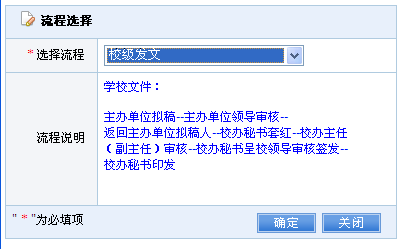 流程选择
*选择流程
校级发文
流程说明
学校文件：
主办单位拟稿--主办单位领导审核--
返回主办单位拟稿人--校办秘书套红--校办主任
（副主任）审核--校办秘书呈校领导审核签发--
校办秘书印发
"*"为必填项
确定
关闭